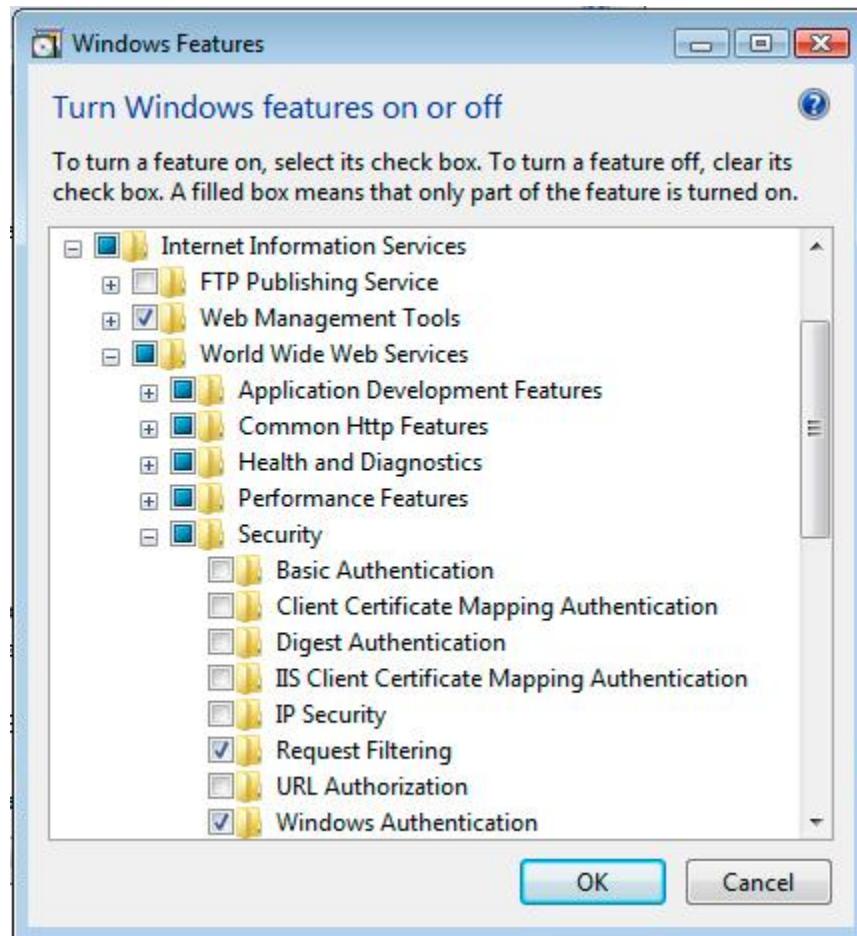 Windows Features
Turn Windows features on or off
To turn a feature on, select its check box. To turn a feature off, clear its
check box. A filled box means that only part of the feature is turned on.
Internet Information Services
FTP Publishing Service
Web Management Tools
World Wide Web Services
Application Development Features
Common Http Features
Health and Diagnostics
Performance Features
Security
Basic Authentication
Client Certificate Mapping Authentication
Digest Authentication
IIS Client Certificate Mapping Authentication
IP Security
Request Filtering
URL Authorization
Windows Authentication
OK Cancel